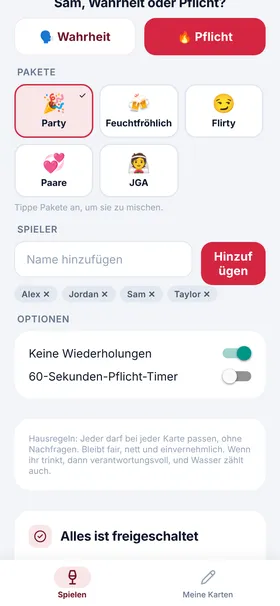 Sam, Wahrheit oder Pflicht?
Wahrheit
Pflicht
PAKETE
Party
Feuchtfröhlich
Flirty
Paare
JGA
Tippe Pakete an, um sie zu mischen.
SPIELER
Name hinzufügen
Hinzuf
ügen
Alex ✕
Jordan ✕
Sam ✕
Taylor ✕
OPTIONEN
Keine Wiederholungen
60-Sekunden-Pflicht-Timer
Hausregeln: Jeder darf bei jeder Karte passen, ohne
Nachfragen. Bleibt fair, nett und einvernehmlich. Wenn
ihr trinkt, dann verantwortungsvoll, und Wasser zählt
auch.
Alles ist freigeschaltet
Spielen
Meine Karten